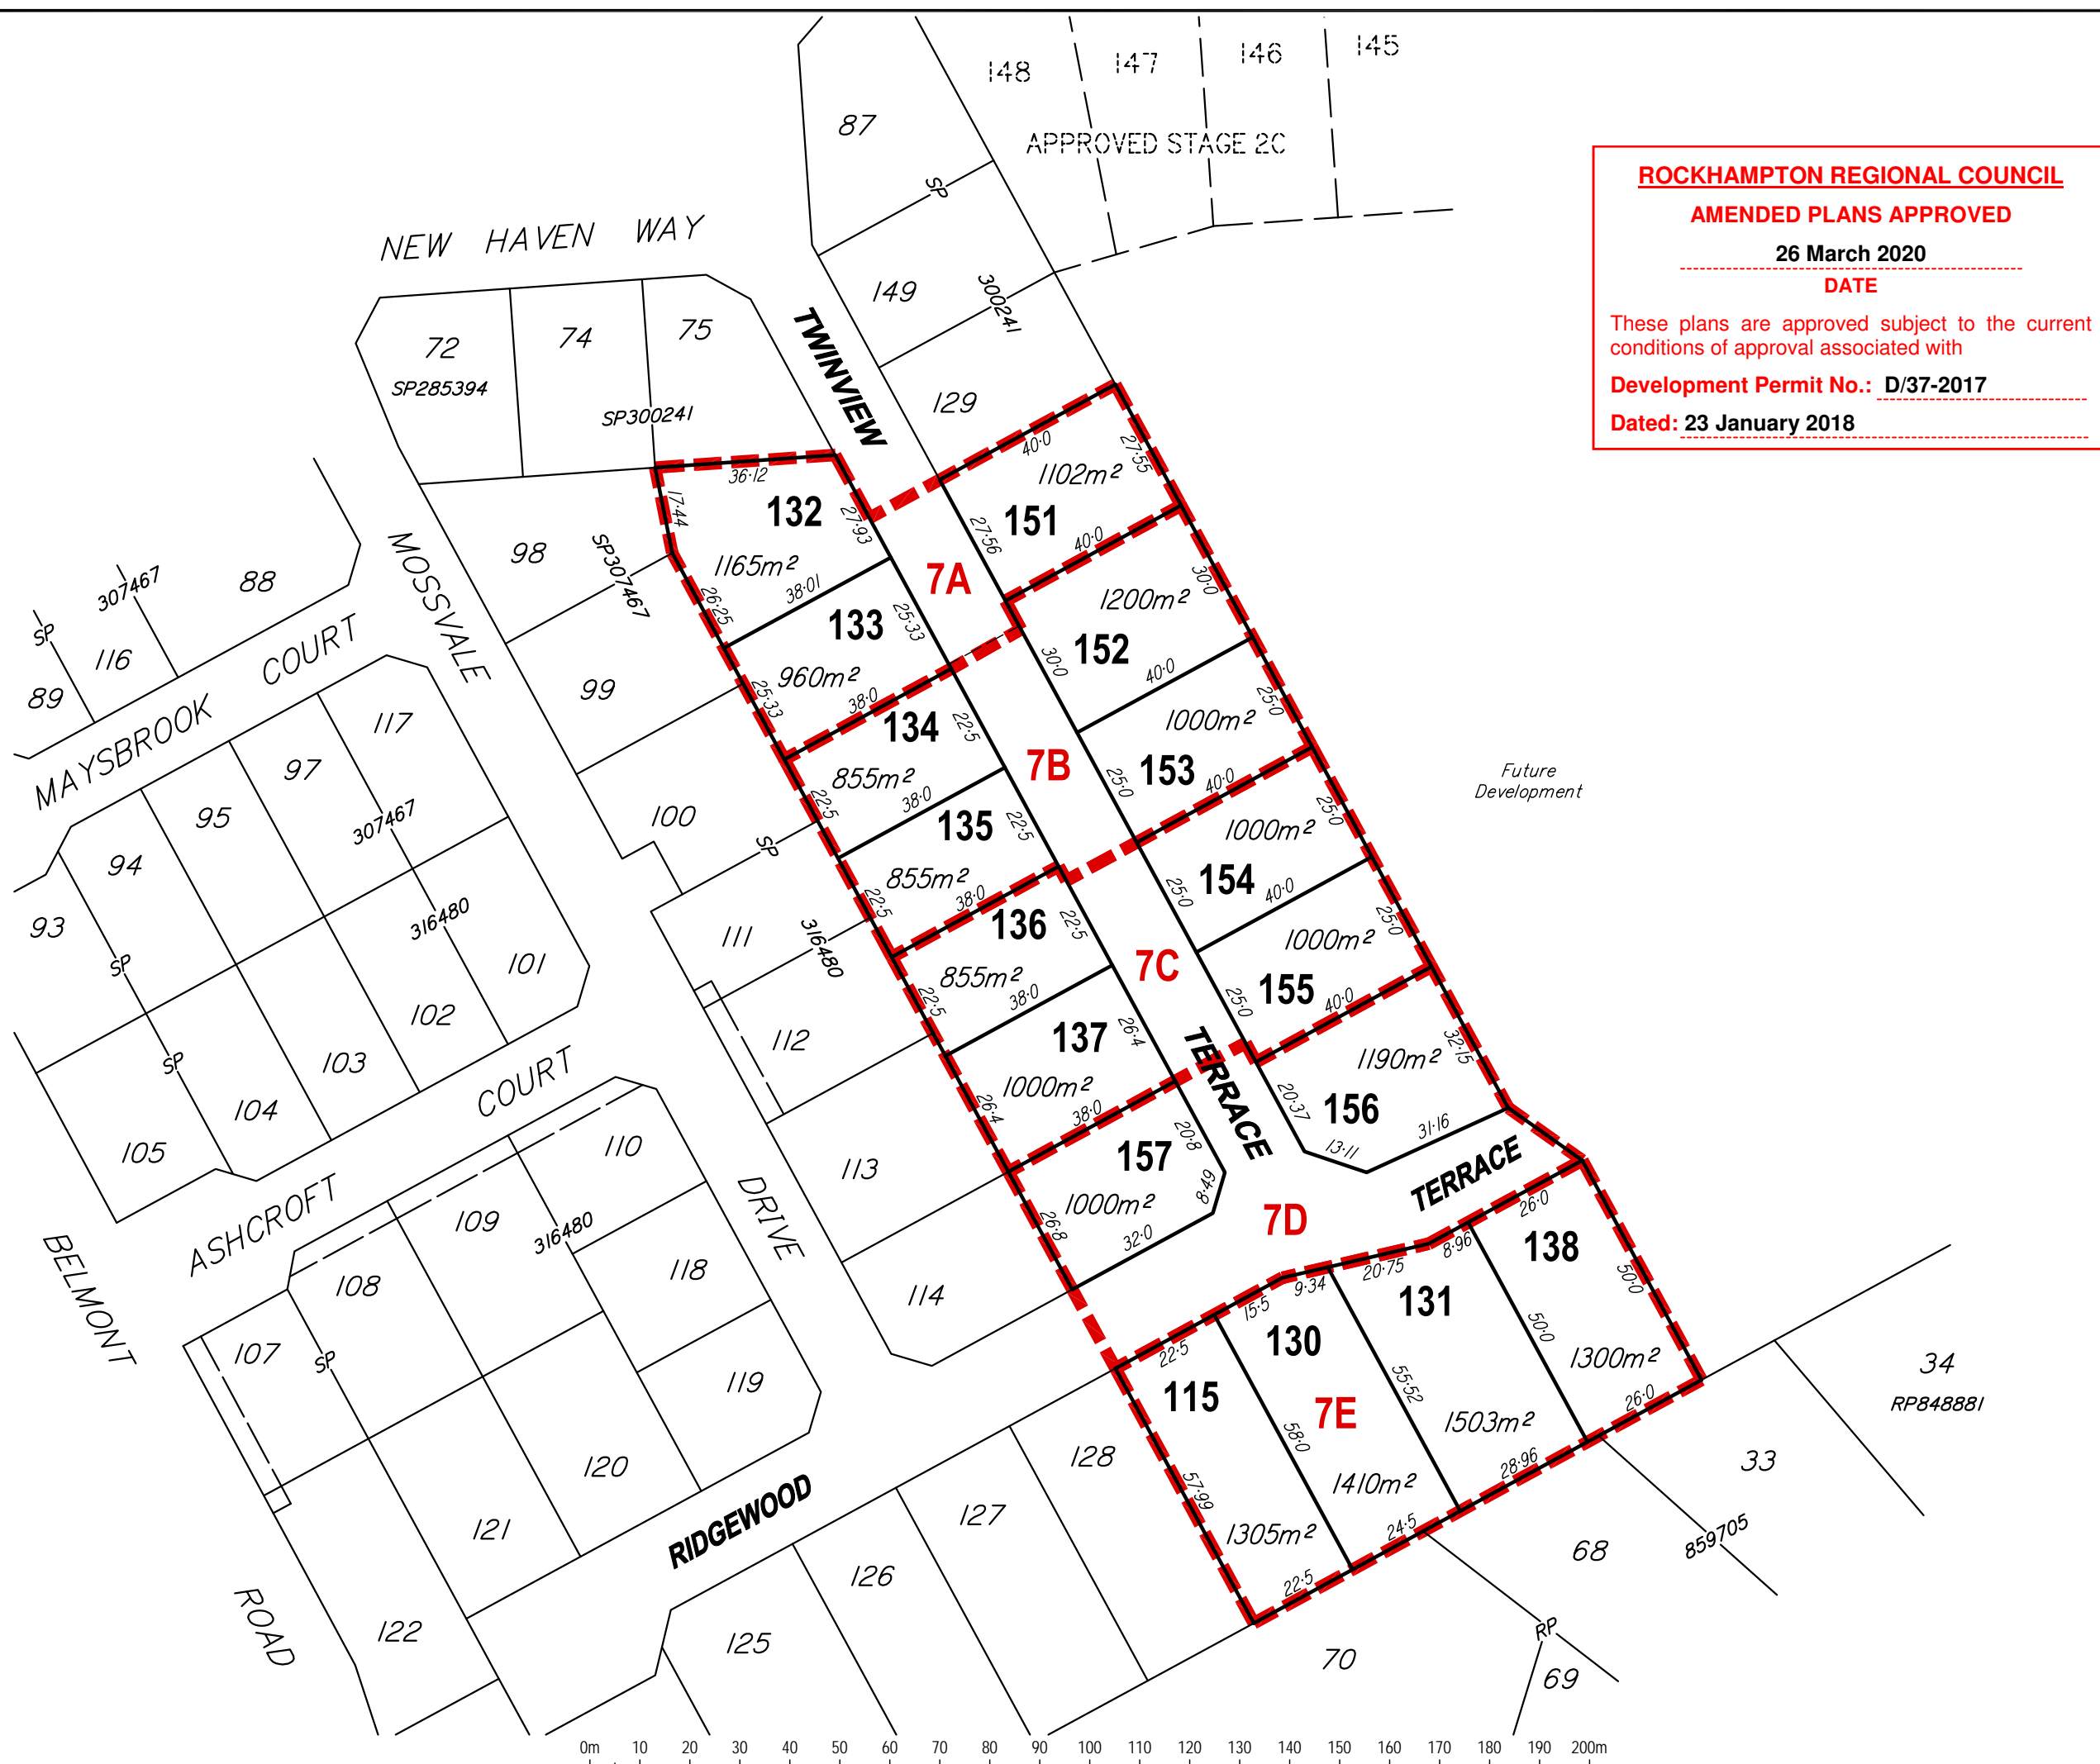 148
147
146
145
APPROVED STAGE 2C
87
SP
149
300241
129
ROCKHAMPTON REGIONAL COUNCIL
AMENDED PLANS APPROVED
26 March 2020
DATE
These plans are approved subject to the current
conditions of approval associated with
Development Permit No.: D/37-2017
Dated: 23 January 2018
NEW HAVEN WAY
72
SP285394
74
75
SP300241
TWINVIEW
36·12
17·44
132
27·93
1165m²
38·01
26·25
40·0
27·55
1102m²
151
27·56
40·0
7A
133
25·33
960m²
38·0
25·33
1200m²
30·0
152
30·0
40·0
134
22·5
855m²
38·0
22·5
7B
1000m²
25·0
153
25·0
40·0
135
22·5
855m²
38·0
22·5
1000m²
25·0
154
25·0
40·0
136
22·5
855m²
38·0
22·5
7C
1000m²
25·0
155
25·0
40·0
137
26·4
1000m²
38·0
26·4
TERRACE
1190m²
32·15
156
20·37
13·11
31·16
157
20·8
1000m²
8·49
32·0
26·8
7D
TERRACE
26·0
138
8·96
20·75
9·34
15·5
22·5
131
130
115
50·0
50·0
55·52
58·0
57·99
7E
1300m²
1503m²
1410m²
1305m²
26·0
28·96
24·5
22·5
Future
Development
98
SP307467
99
100
SP
111
316480
112
113
114
MOSSVALE
DRIVE
307467
88
SP
116
89
MAYSBROOK COURT
117
97
95
94
93
307467
316480
SP
101
102
103
SP
104
105
ASHCROFT COURT
110
109
316480
108
118
107
SP
119
120
121
122
BELMONT
ROAD
RIDGEWOOD
128
127
126
125
34
RP848881
33
859705
68
RP
69
70
0m 10 20 30 40 50 60 70 80 90 100 110 120 130 140 150 160 170 180 190 200m